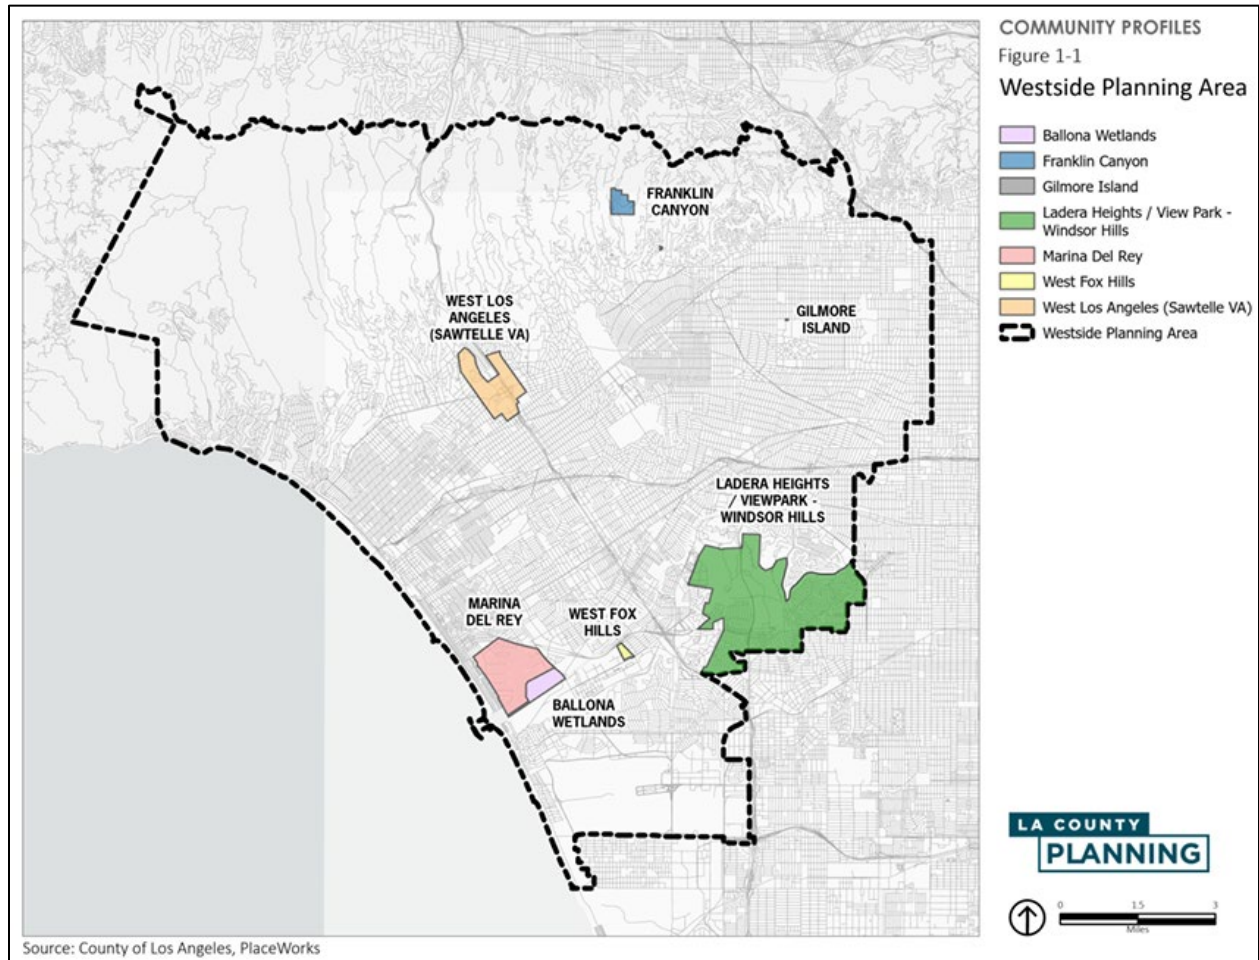 COMMUNITY PROFILES
Figure 1-1
Westside Planning Area
Ballona Wetlands
Franklin Canyon
Gilmore Island
Ladera Heights / View Park -
Windsor Hills
Marina Del Rey
West Fox Hills
West Los Angeles (Sawtelle VA)
Westside Planning Area
FRANKLIN
CANYON
WEST LOS
ANGELES
(SAWTELLE VA)
GILMORE
ISLAND
LADERA HEIGHTS
/ VIEWPARK -
WINDSOR HILLS
MARINA
DEL REY
WEST FOX
HILLS
BALLONA
WETLANDS
LA COUNTY
PLANNING
0 1.5 3
Miles
Source: County of Los Angeles, PlaceWorks